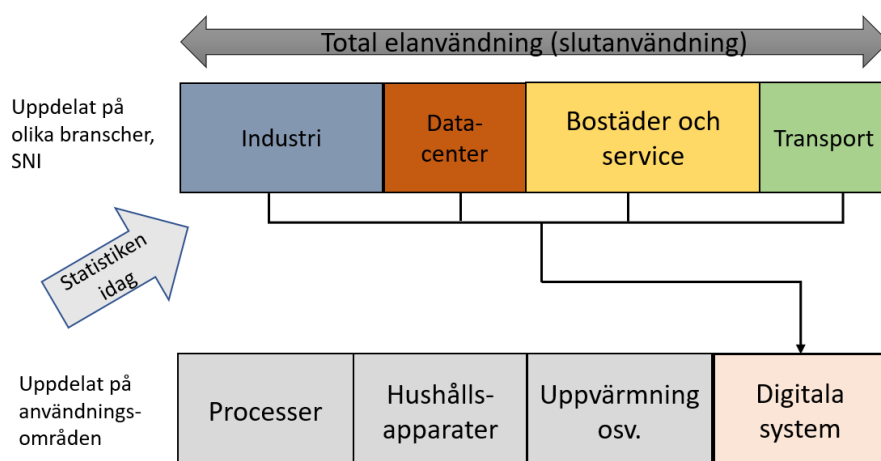 Total elanvändning (slutanvändning)
Uppdelat på
olika branscher,
SNI
Industri
Data-
center
Bostäder och
service
Transport
Statistiken
idag
Uppdelat på
användnings-
områden
Processer
Hushålls-
apparater
Uppvärmning
osv.
Digitala
system